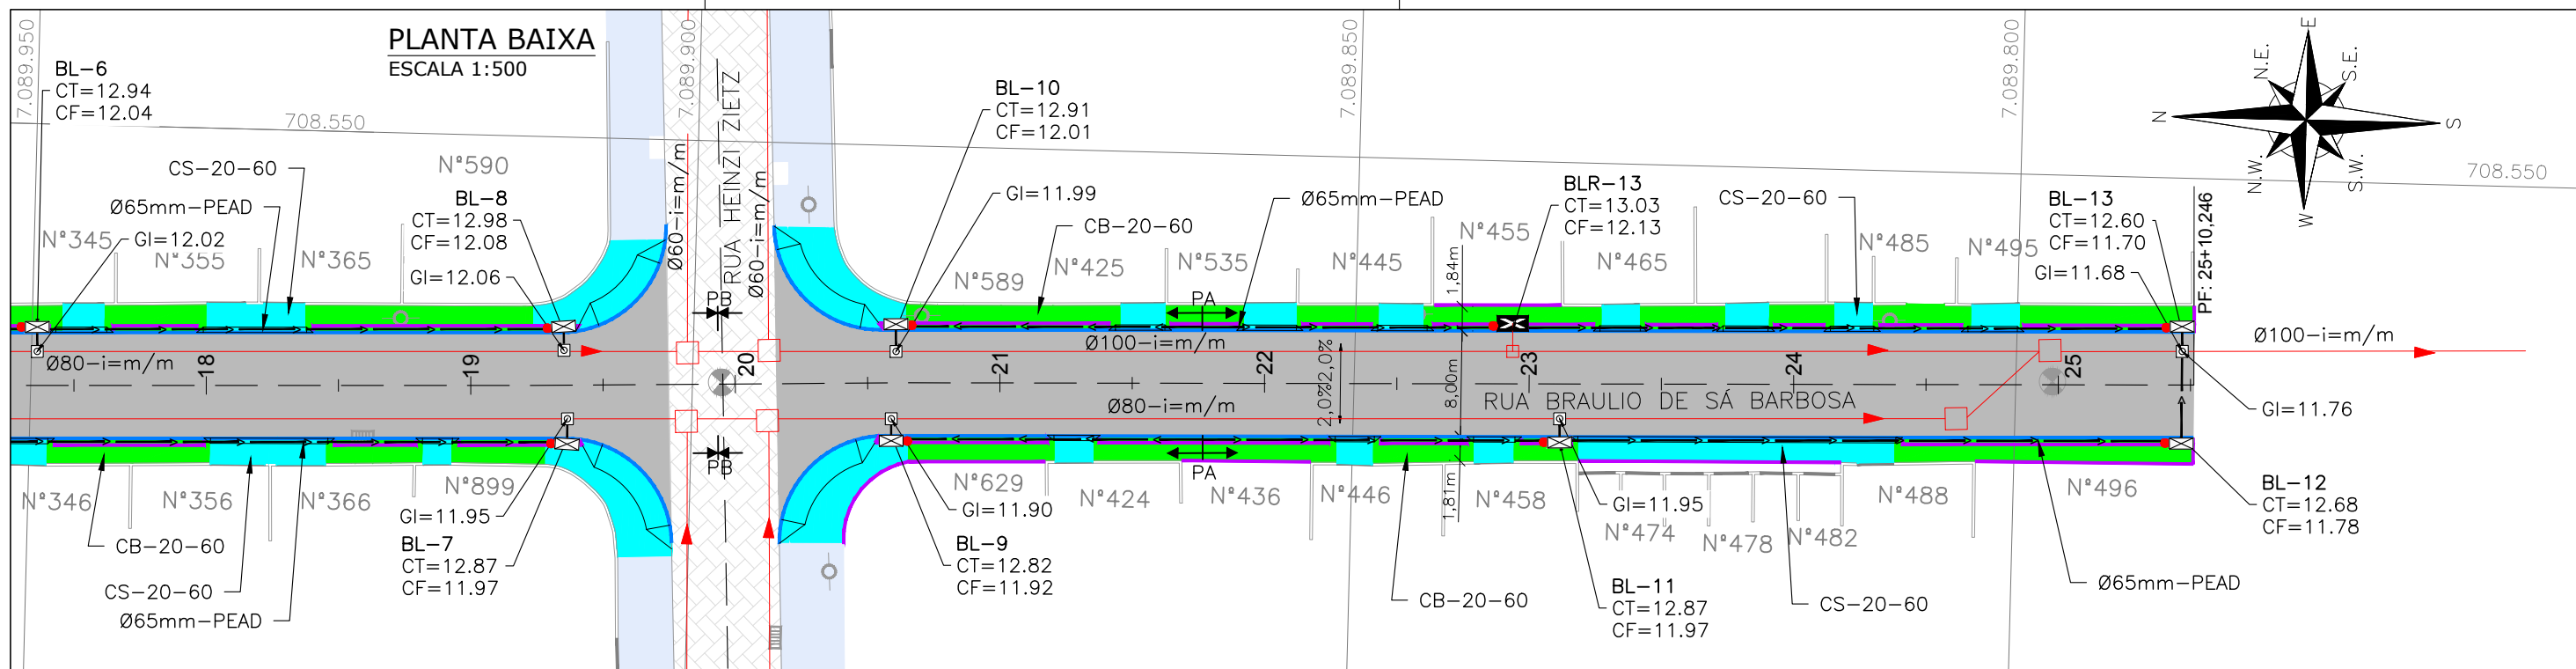 PLANTA BAIXA
ESCALA 1:500
7.089.950
7.089.900
7.089.850
7.089.800
708.550
708.550
BL-6
CT=12.94
CF=12.04
CS-20-60
N°590
Ø65mm-PEAD
BL-8
CT=12.98
CF=12.08
GI=12.06
N°345
GI=12.02
N°355
N°365
Ø60-i=m/m
RUA HEINZI ZIETZ
Ø60-i=m/m
BL-10
CT=12.91
CF=12.01
GI=11.99
Ø65mm-PEAD
CB-20-60
N°589
N°425
N°535
N°445
N°455
1,84m
BLR-13
CT=13.03
CF=12.13
N°465
CS-20-60
N°485
N°495
BL-13
CT=12.60
CF=11.70
GI=11.68
PF: 25+10,246
N
N.E.
E
S.E.
S
S.W.
W
N.W.
PB
PA
Ø80-i=m/m
18
19
20
21
22
23
24
25
Ø100-i=m/m
Ø100-i=m/m
2,0%
2,0%
8,00m
Ø80-i=m/m
RUA BRAULIO DE SÁ BARBOSA
GI=11.76
PB
PA
N°346
N°356
N°366
N°899
GI=11.95
CB-20-60
CS-20-60
Ø65mm-PEAD
BL-7
CT=12.87
CF=11.97
N°629
GI=11.90
BL-9
CT=12.82
CF=11.92
N°424
N°436
N°446
1,81m
N°458
CB-20-60
GI=11.95
N°474
N°478
N°482
BL-11
CT=12.87
CF=11.97
CS-20-60
N°488
N°496
Ø65mm-PEAD
BL-12
CT=12.68
CF=11.78